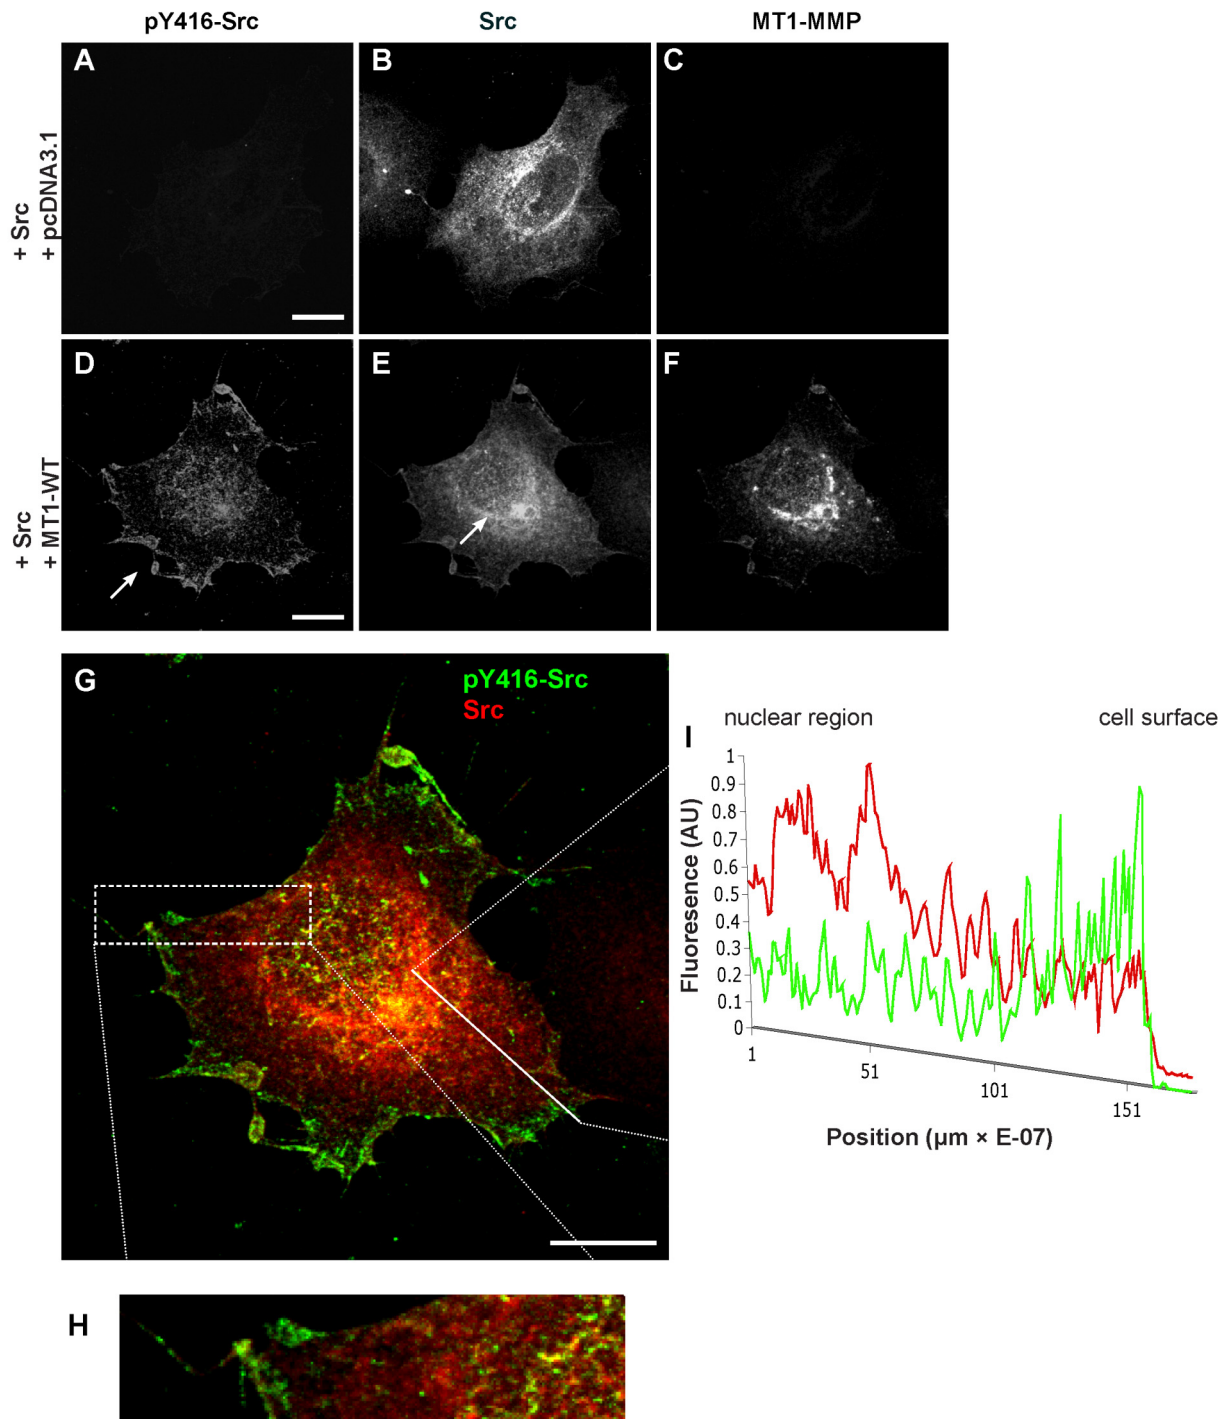 pY416-Src
Src
MT1-MMP
+ Src
+ pcDNA3.1
A
B
C
+ Src
+ MT1-WT
D
E
F
G
pY416-Src
Src
I
nuclear region
cell surface
Fluoresence (AU)
1
0.9
0.8
0.7
0.6
0.5
0.4
0.3
0.2
0.1
0
1
51
101
151
Position (µm × E-07)
H